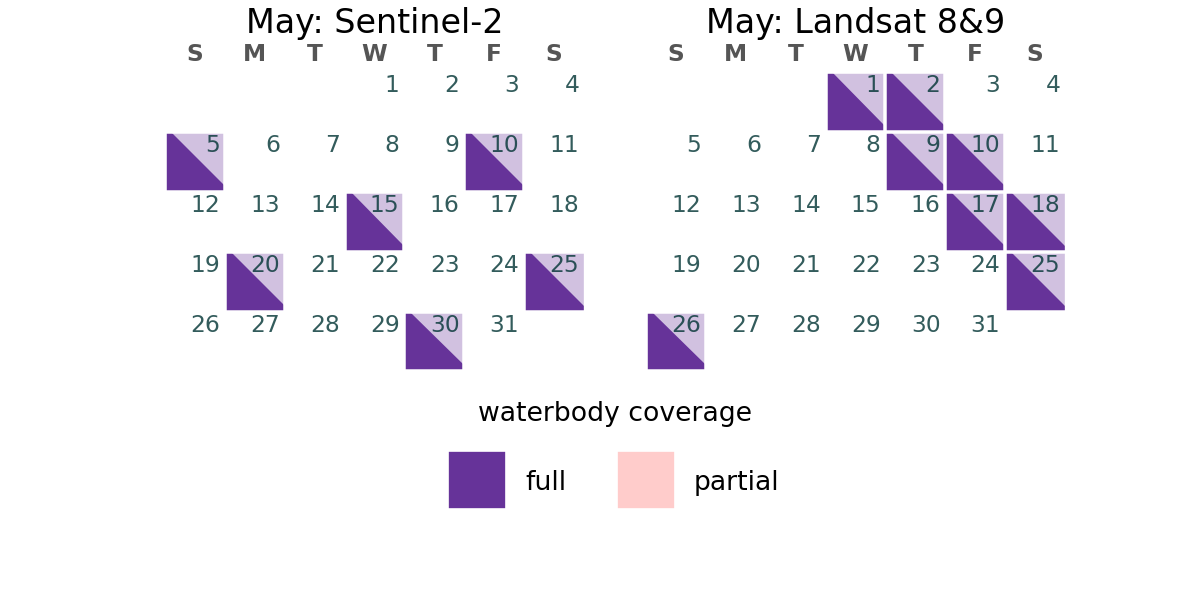 May: Sentinel-2
S M T W T F S
1 2 3 4
5 6 7 8 9 10 11
12 13 14 15 16 17 18
19 20 21 22 23 24 25
26 27 28 29 30 31
May: Landsat 8&9
S M T W T F S
1 2 3 4
5 6 7 8 9 10 11
12 13 14 15 16 17 18
19 20 21 22 23 24 25
26 27 28 29 30 31
waterbody coverage
full partial